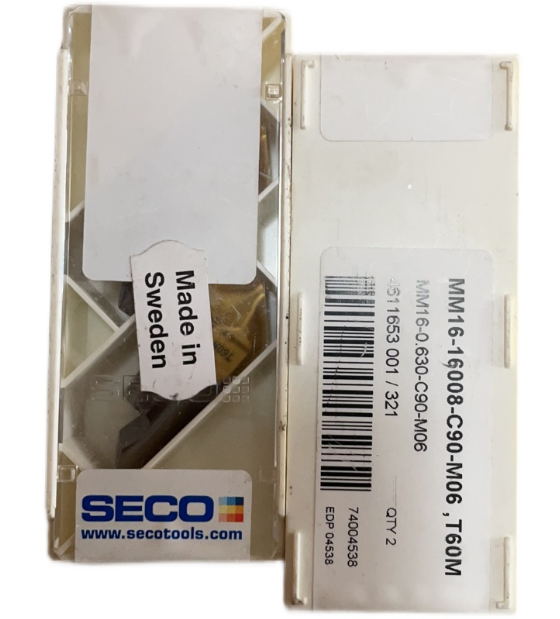 Made in
Sweden
SECO
www.secotools.com
MM16-16008-C90-M06 , T60M
MM16-0.630-C90-M06
QTY 2
4511653 001 / 321
74004538
EDP 04538